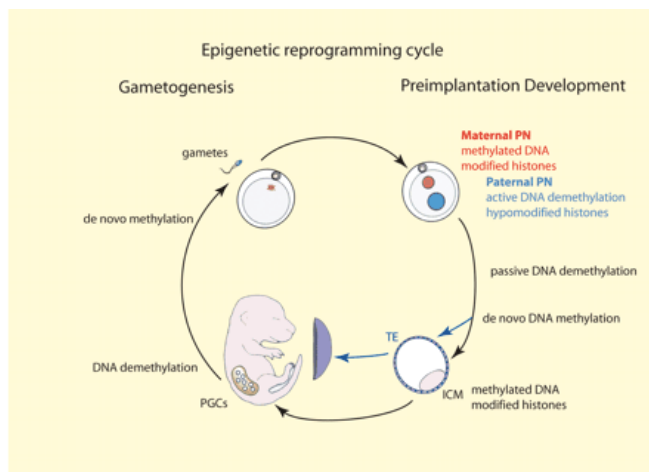 Epigenetic reprogramming cycle
Gametogenesis
Preimplantation Development
gametes
Maternal PN
methylated DNA
modified histones
Paternal PN
active DNA demethylation
hypomodified histones
de novo methylation
passive DNA demethylation
de novo DNA methylation
TE
DNA demethylation
PGCs
ICM
methylated DNA
modified histones